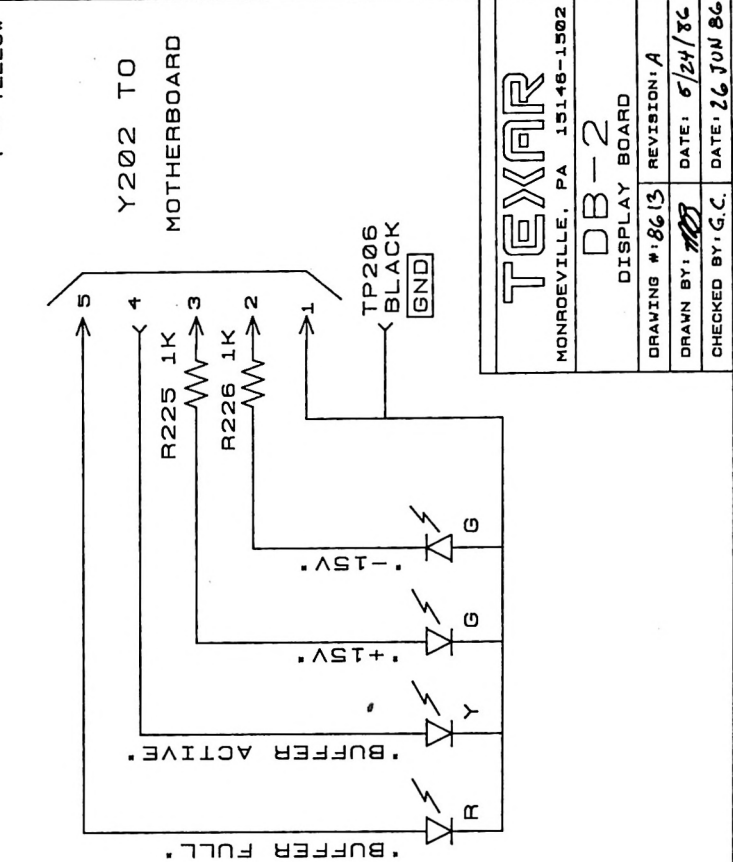 Y202 TO
MOTHERBOARD
5
4
3
2
1
R225 1K
R226 1K
TP206
BLACK
GND
"-15V"
"+15V"
"BUFFER ACTIVE"
"BUFFER FULL"
G
G
Y
R
TEXAR
MONROEVILLE, PA 15146-1502
DB-2
DISPLAY BOARD
DRAWING #: 8613 REVISION: A
DRAWN BY: DATE: 5/24/86
CHECKED BY: G.C. DATE: 26 JUN 86